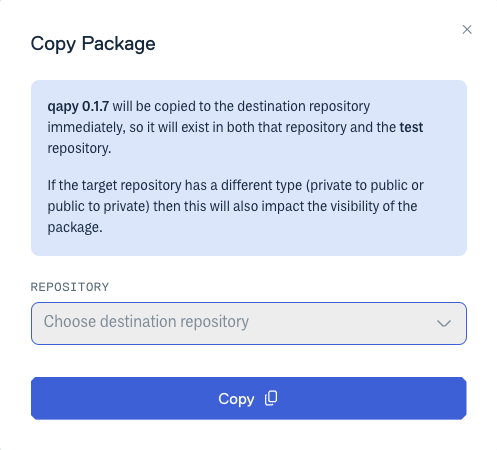 Copy Package
qapy 0.1.7 will be copied to the destination repository
immediately, so it will exist in both that repository and the test
repository.
If the target repository has a different type (private to public or
public to private) then this will also impact the visibility of the
package.
REPOSITORY
Choose destination repository
Copy